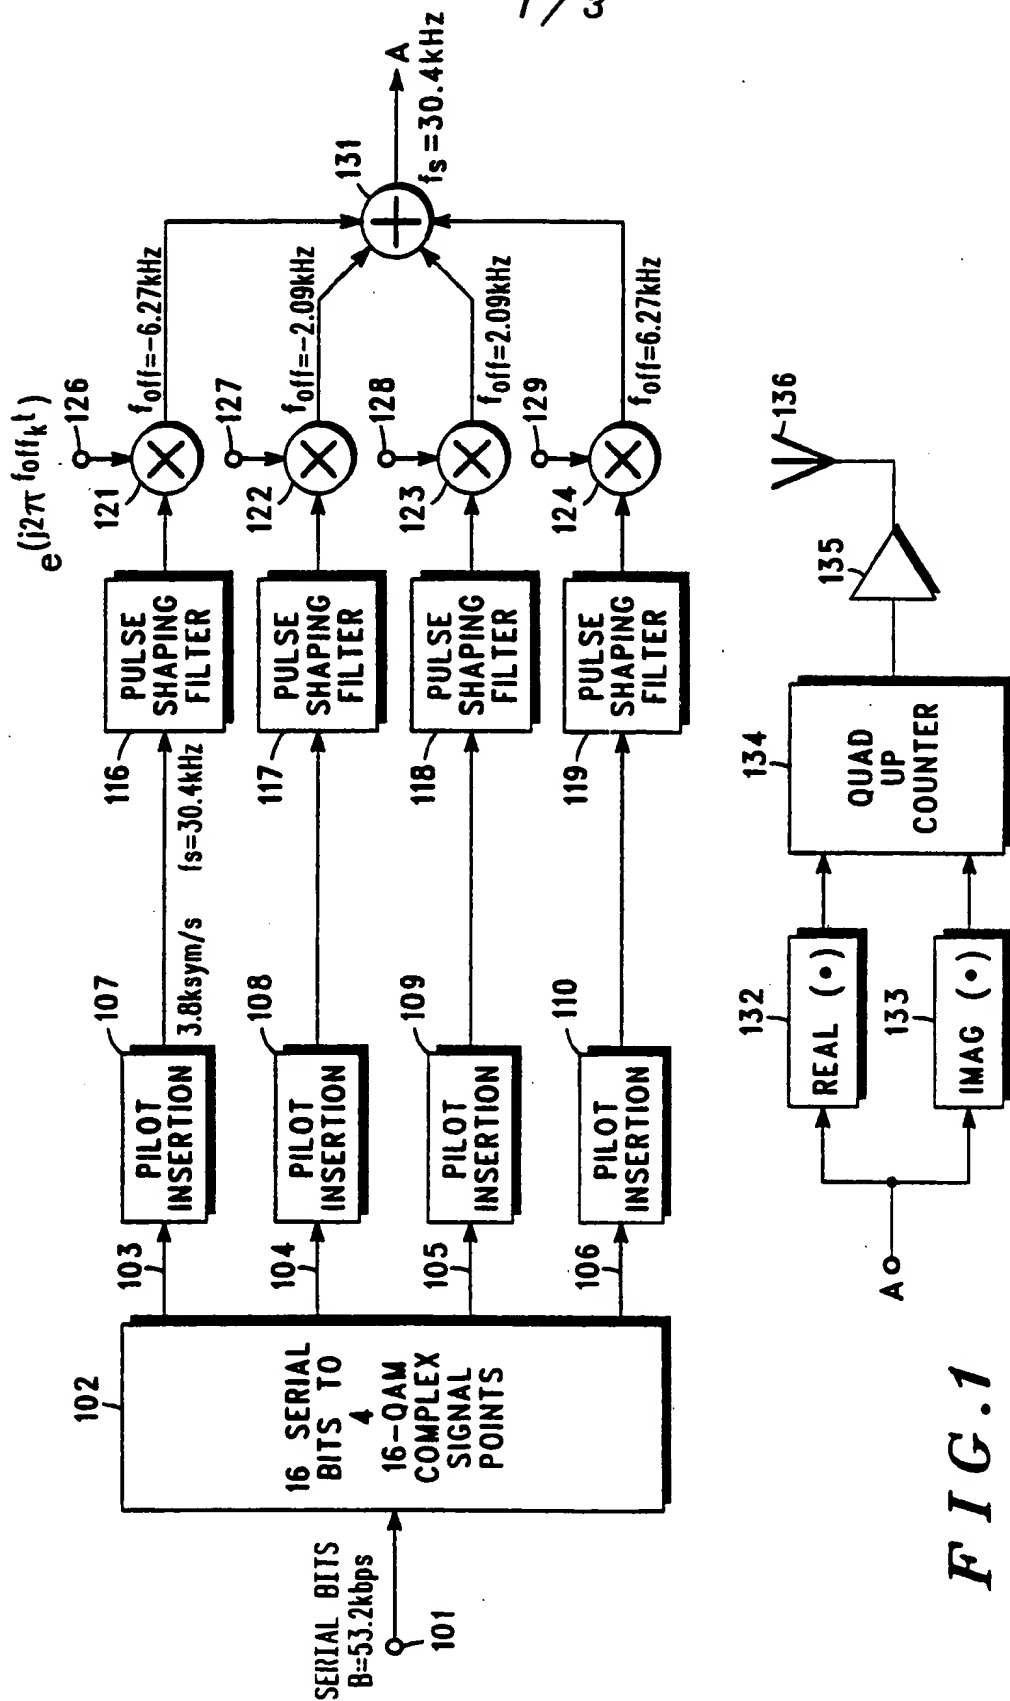 1/3
SERIAL BITS
B=53.2kbps
101
102
16 SERIAL
BITS TO
4
16-QAM
COMPLEX
SIGNAL
POINTS
103
104
105
106
107
PILOT
INSERTION
108
PILOT
INSERTION
109
PILOT
INSERTION
110
PILOT
INSERTION
3.8ksym/s fs=30.4kHz
116
PULSE
SHAPING
FILTER
117
PULSE
SHAPING
FILTER
118
PULSE
SHAPING
FILTER
119
PULSE
SHAPING
FILTER
e(j2π foffk t)
121
126
foff=-6.27kHz
122
127
foff=-2.09kHz
123
128
foff=2.09kHz
124
129
foff=6.27kHz
131
A
fs=30.4kHz
A
132
REAL (•)
133
IMAG (•)
134
QUAD
UP
COUNTER
135
136
FIG.1